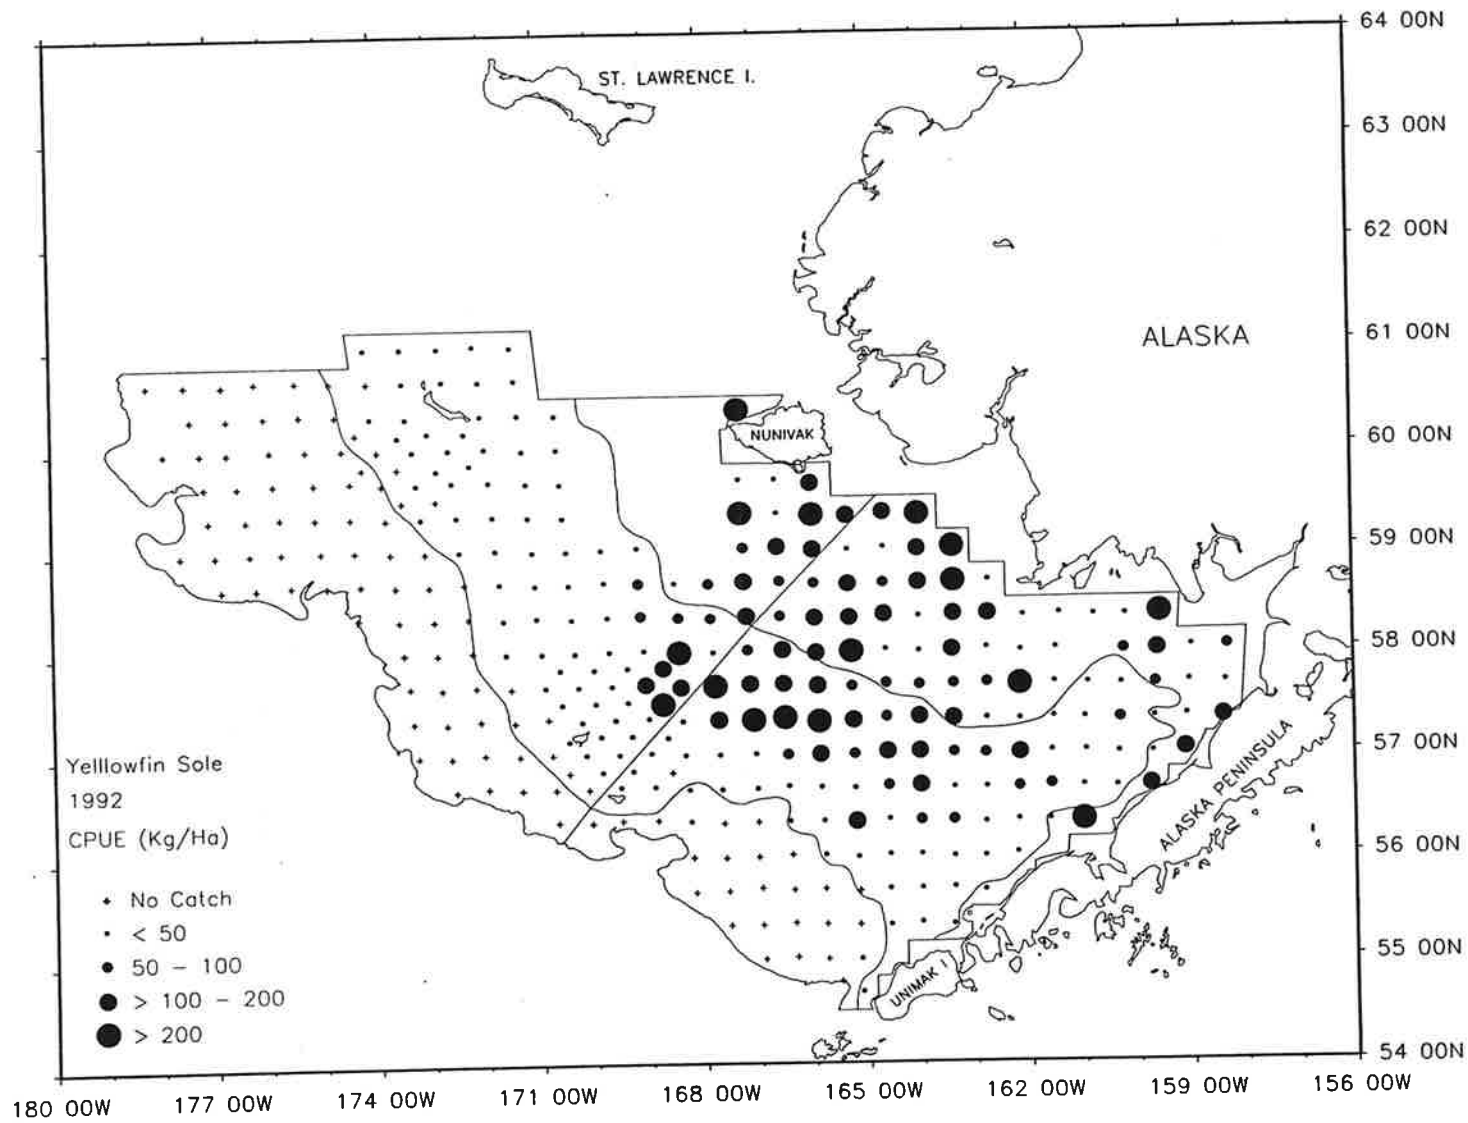 64 00N
ST. LAWRENCE I.
63 00N
62 00N
ALASKA
61 00N
NUNIVAK
60 00N
59 00N
58 00N
57 00N
Yelllowfin Sole
1992
CPUE (Kg/Ha)
ALASKA PENINSULA
56 00N
+ No Catch
• < 50
● 50 – 100
● > 100 – 200
● > 200
55 00N
UNIMAK I
54 00N
180 00W 177 00W 174 00W 171 00W 168 00W 165 00W 162 00W 159 00W 156 00W